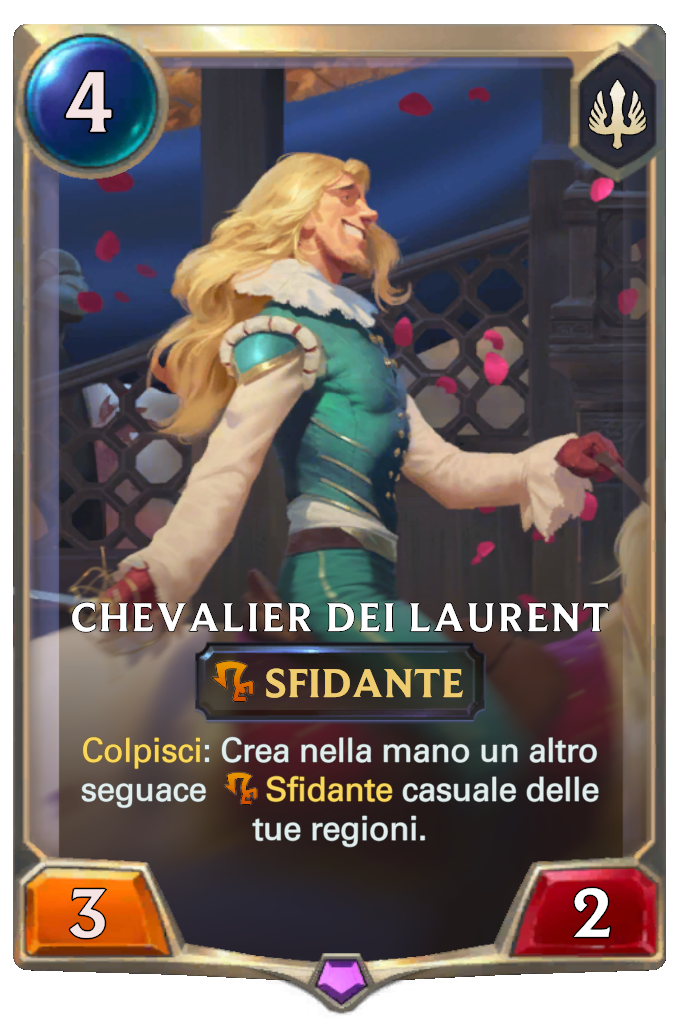 4
CHEVALIER DEI LAURENT
SFIDANTE
Colpisci: Crea nella mano un altro
seguace Sfidante casuale delle
tue regioni.
3
2